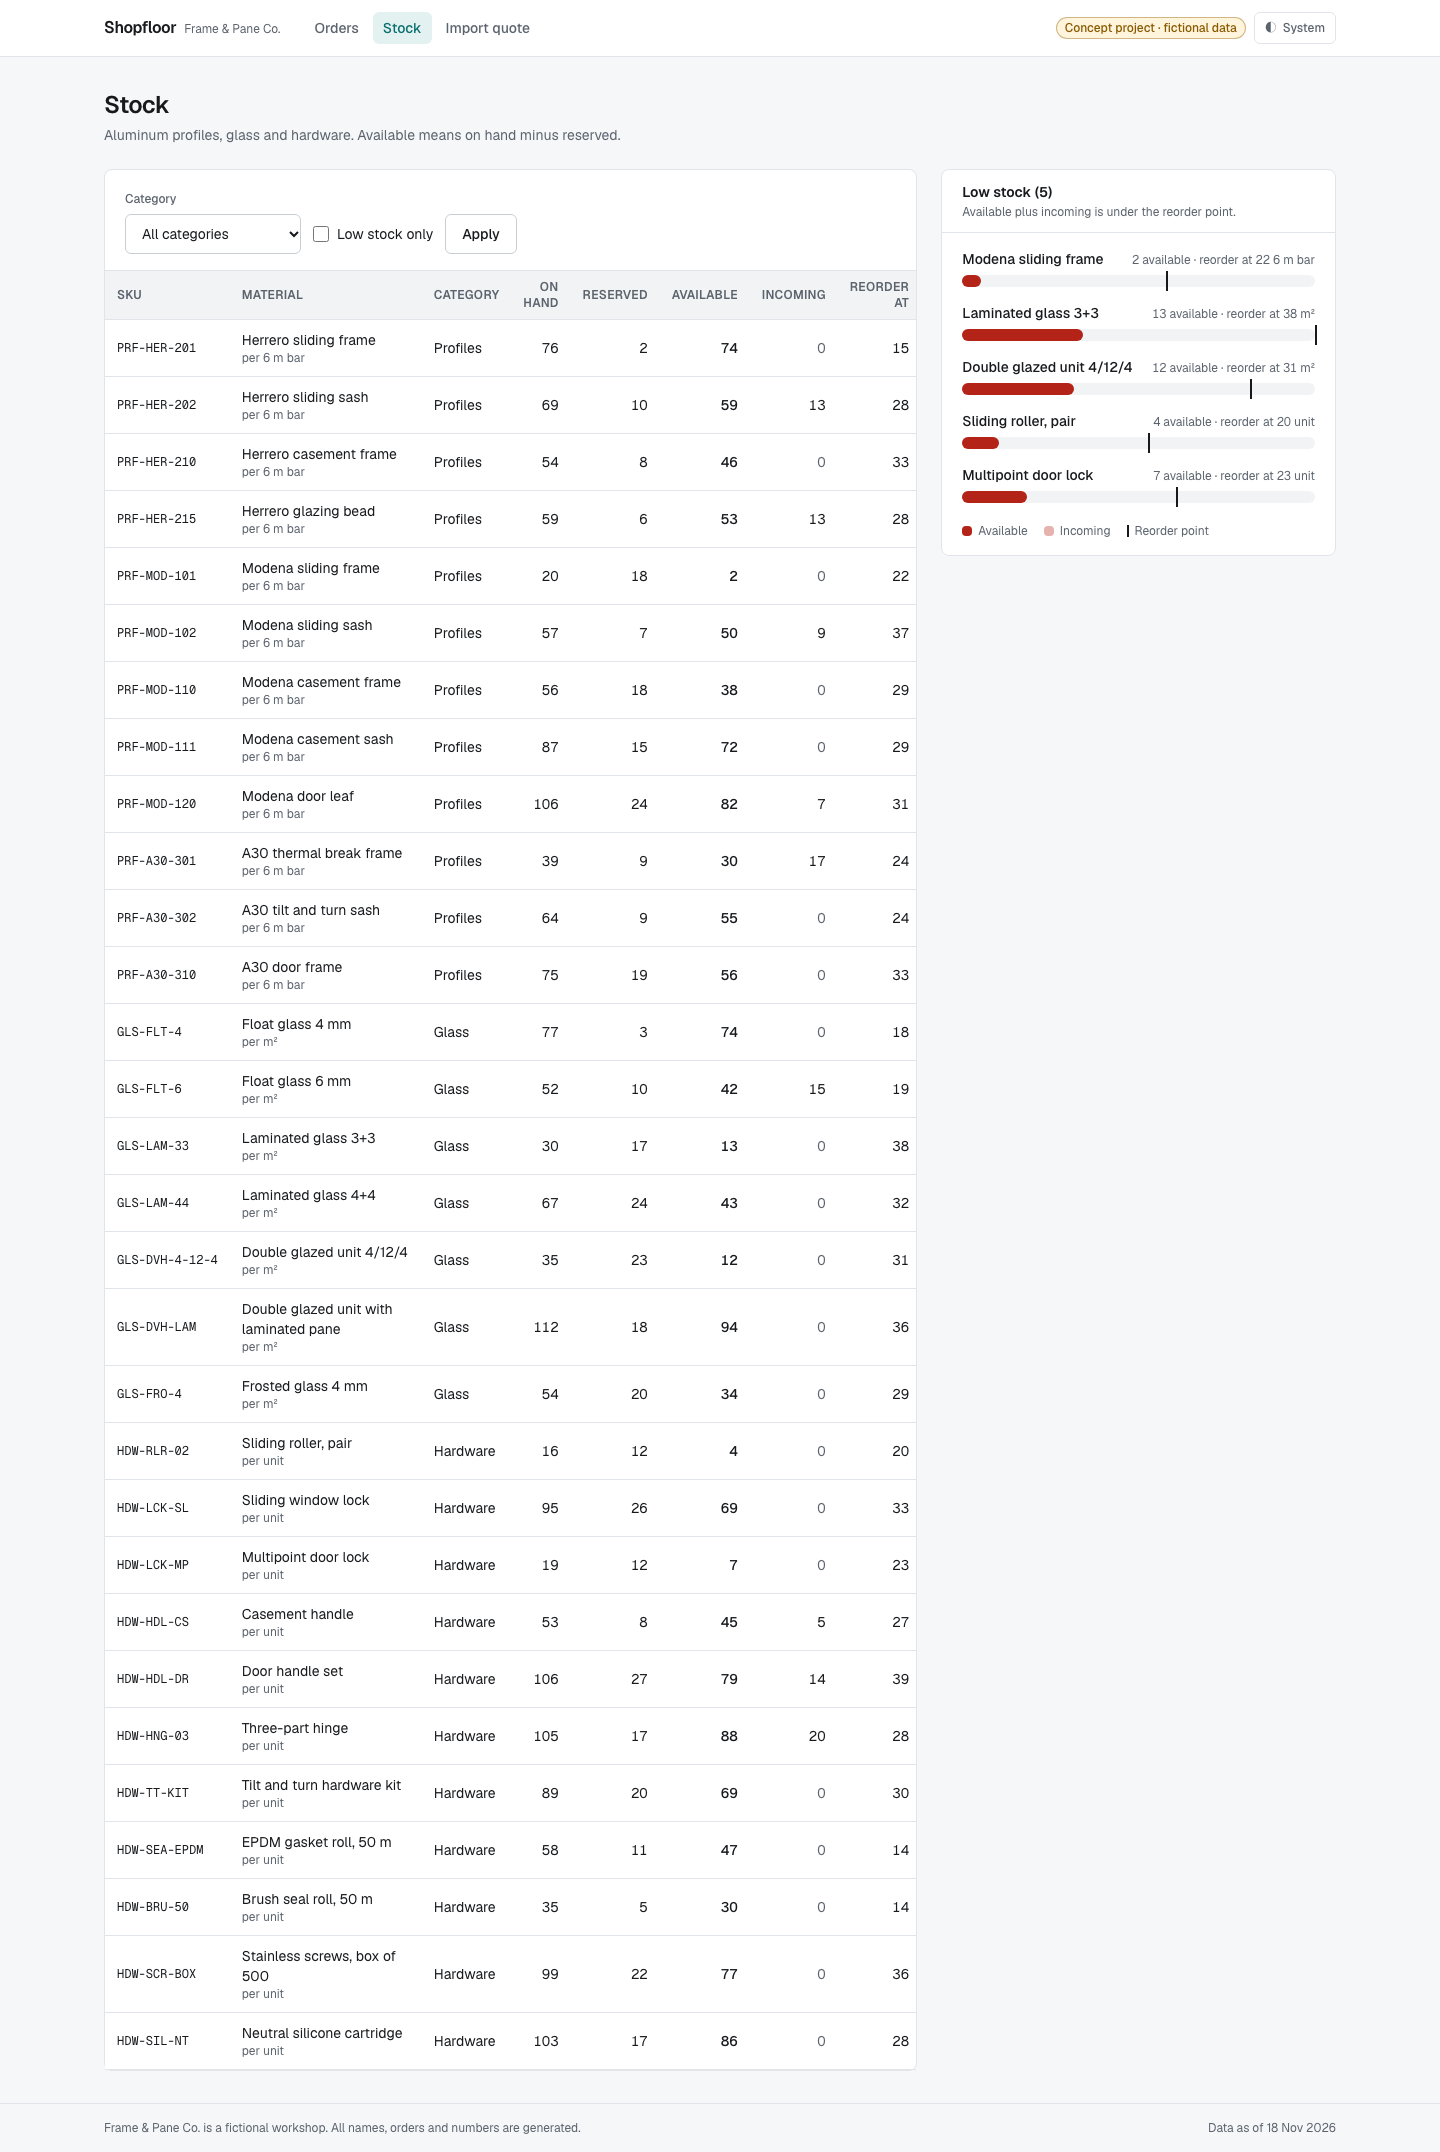 Shopfloor Frame & Pane Co. Orders Stock Import quote Concept project · fictional data System
Stock
Aluminum profiles, glass and hardware. Available means on hand minus reserved.
Category
All categories Low stock only Apply
SKU MATERIAL CATEGORY ON HAND RESERVED AVAILABLE INCOMING REORDER AT
PRF-HER-201 Herrero sliding frame Profiles 76 2 74 0 15
per 6 m bar
PRF-HER-202 Herrero sliding sash Profiles 69 10 59 13 28
per 6 m bar
PRF-HER-210 Herrero casement frame Profiles 54 8 46 0 33
per 6 m bar
PRF-HER-215 Herrero glazing bead Profiles 59 6 53 13 28
per 6 m bar
PRF-MOD-101 Modena sliding frame Profiles 20 18 2 0 22
per 6 m bar
PRF-MOD-102 Modena sliding sash Profiles 57 7 50 9 37
per 6 m bar
PRF-MOD-110 Modena casement frame Profiles 56 18 38 0 29
per 6 m bar
PRF-MOD-111 Modena casement sash Profiles 87 15 72 0 29
per 6 m bar
PRF-MOD-120 Modena door leaf Profiles 106 24 82 7 31
per 6 m bar
PRF-A30-301 A30 thermal break frame Profiles 39 9 30 17 24
per 6 m bar
PRF-A30-302 A30 tilt and turn sash Profiles 64 9 55 0 24
per 6 m bar
PRF-A30-310 A30 door frame Profiles 75 19 56 0 33
per 6 m bar
GLS-FLT-4 Float glass 4 mm Glass 77 3 74 0 18
per m²
GLS-FLT-6 Float glass 6 mm Glass 52 10 42 15 19
per m²
GLS-LAM-33 Laminated glass 3+3 Glass 30 17 13 0 38
per m²
GLS-LAM-44 Laminated glass 4+4 Glass 67 24 43 0 32
per m²
GLS-DVH-4-12-4 Double glazed unit 4/12/4 Glass 35 23 12 0 31
per m²
GLS-DVH-LAM Double glazed unit with laminated pane Glass 112 18 94 0 36
per m²
GLS-FRO-4 Frosted glass 4 mm Glass 54 20 34 0 29
per m²
HDW-RLR-02 Sliding roller, pair Hardware 16 12 4 0 20
per unit
HDW-LCK-SL Sliding window lock Hardware 95 26 69 0 33
per unit
HDW-LCK-MP Multipoint door lock Hardware 19 12 7 0 23
per unit
HDW-HDL-CS Casement handle Hardware 53 8 45 5 27
per unit
HDW-HDL-DR Door handle set Hardware 106 27 79 14 39
per unit
HDW-HNG-03 Three-part hinge Hardware 105 17 88 20 28
per unit
HDW-TT-KIT Tilt and turn hardware kit Hardware 89 20 69 0 30
per unit
HDW-SEA-EPDM EPDM gasket roll, 50 m Hardware 58 11 47 0 14
per unit
HDW-BRU-50 Brush seal roll, 50 m Hardware 35 5 30 0 14
per unit
HDW-SCR-BOX Stainless screws, box of 500 Hardware 99 22 77 0 36
per unit
HDW-SIL-NT Neutral silicone cartridge Hardware 103 17 86 0 28
per unit
Low stock (5)
Available plus incoming is under the reorder point.
Modena sliding frame 2 available · reorder at 22 6 m bar
Laminated glass 3+3 13 available · reorder at 38 m²
Double glazed unit 4/12/4 12 available · reorder at 31 m²
Sliding roller, pair 4 available · reorder at 20 unit
Multipoint door lock 7 available · reorder at 23 unit
Available Incoming Reorder point
Frame & Pane Co. is a fictional workshop. All names, orders and numbers are generated. Data as of 18 Nov 2026